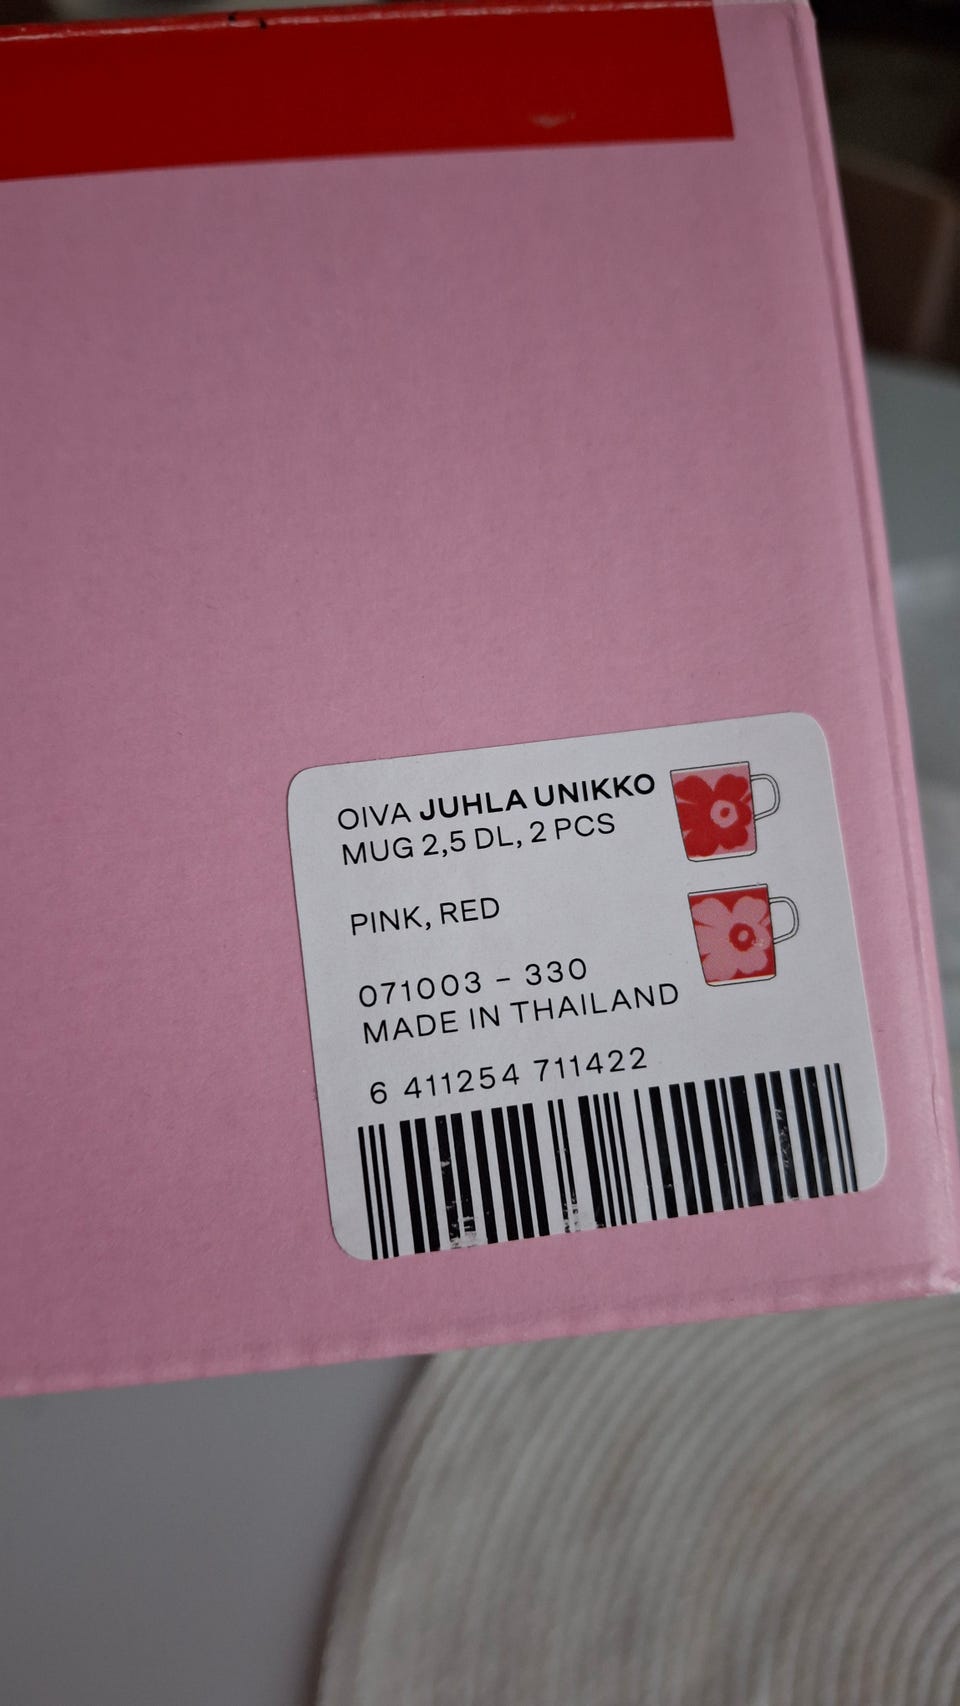 OIVA JUHLA UNIKKO
MUG 2,5 DL, 2 PCS
PINK, RED
071003 – 330
MADE IN THAILAND
6 411254 711422